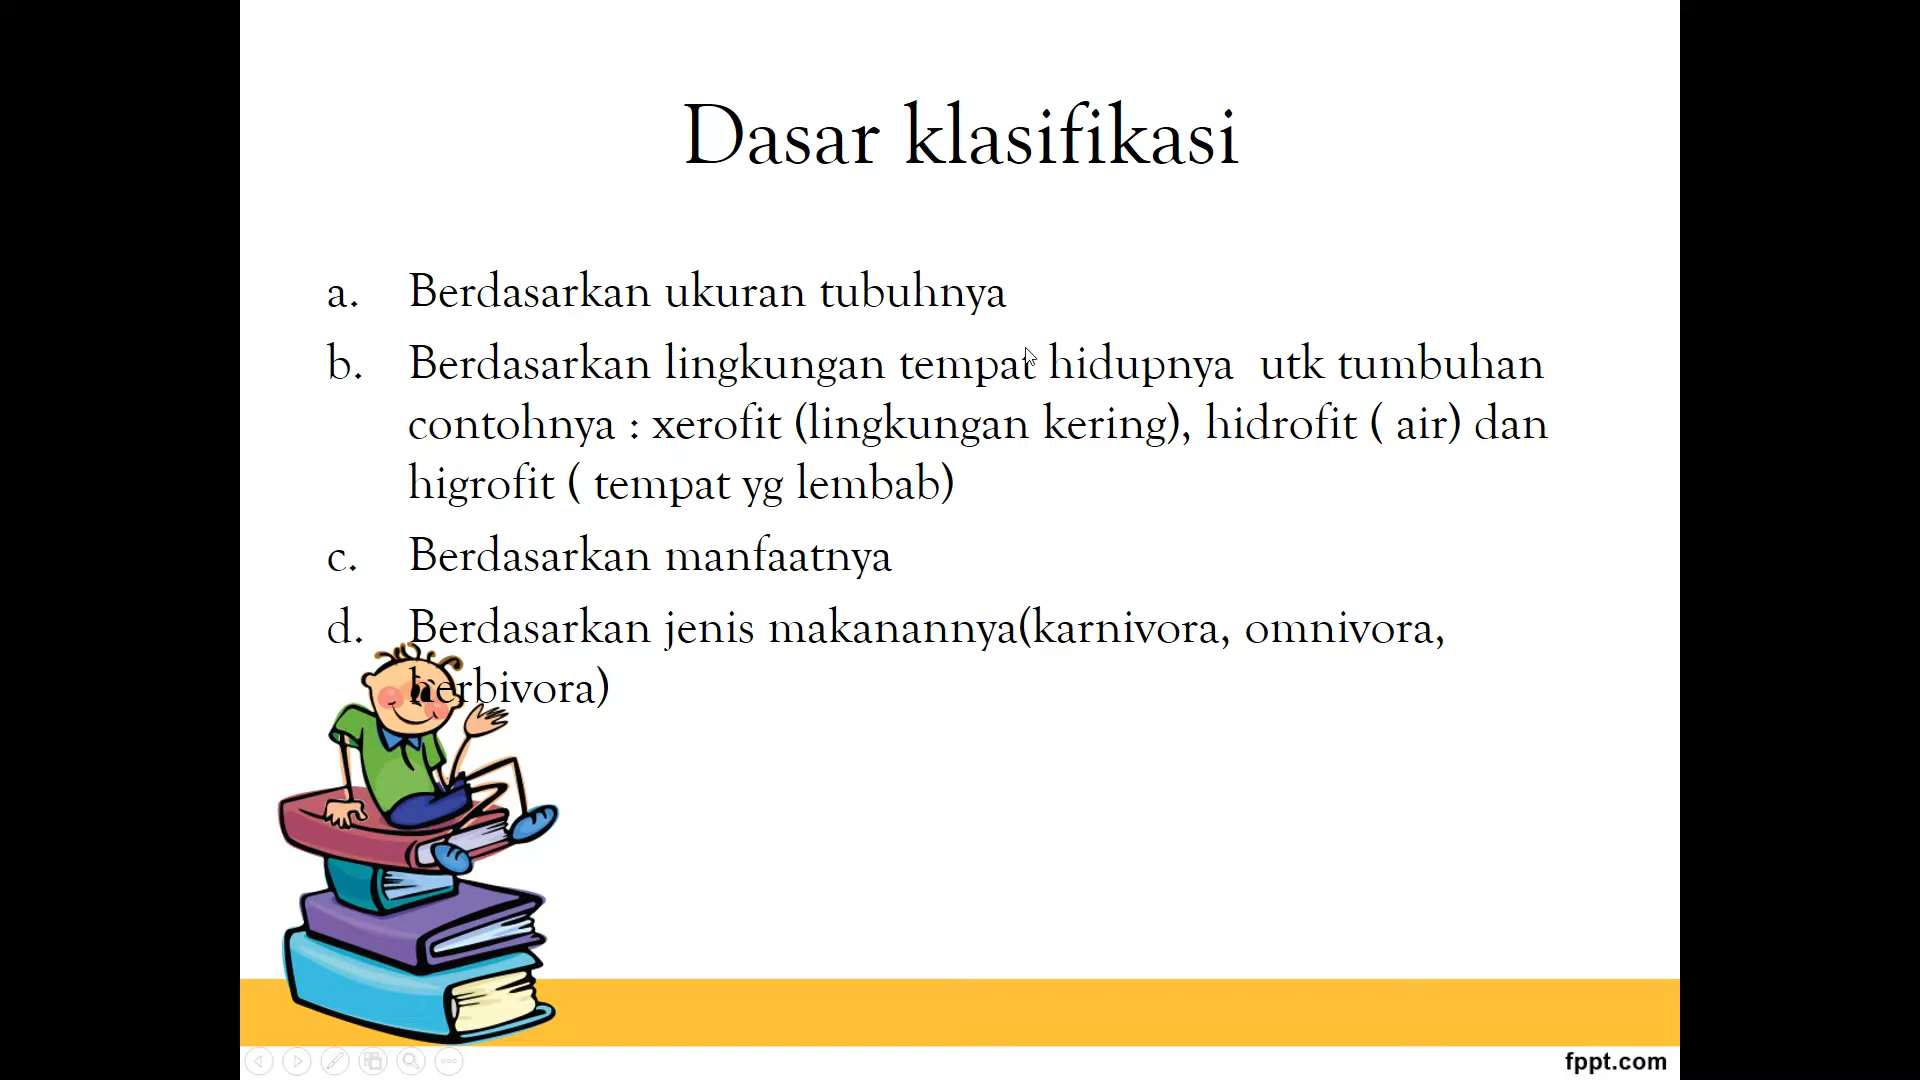 Dasar klasifikasi
a. Berdasarkan ukuran tubuhnya
b. Berdasarkan lingkungan tempat hidupnya utk tumbuhan
contohnya : xerofit (lingkungan kering), hidrofit ( air) dan
higrofit ( tempat yg lembab)
c. Berdasarkan manfaatnya
d. Berdasarkan jenis makanannya(karnivora, omnivora,
herbivora)
fppt.com